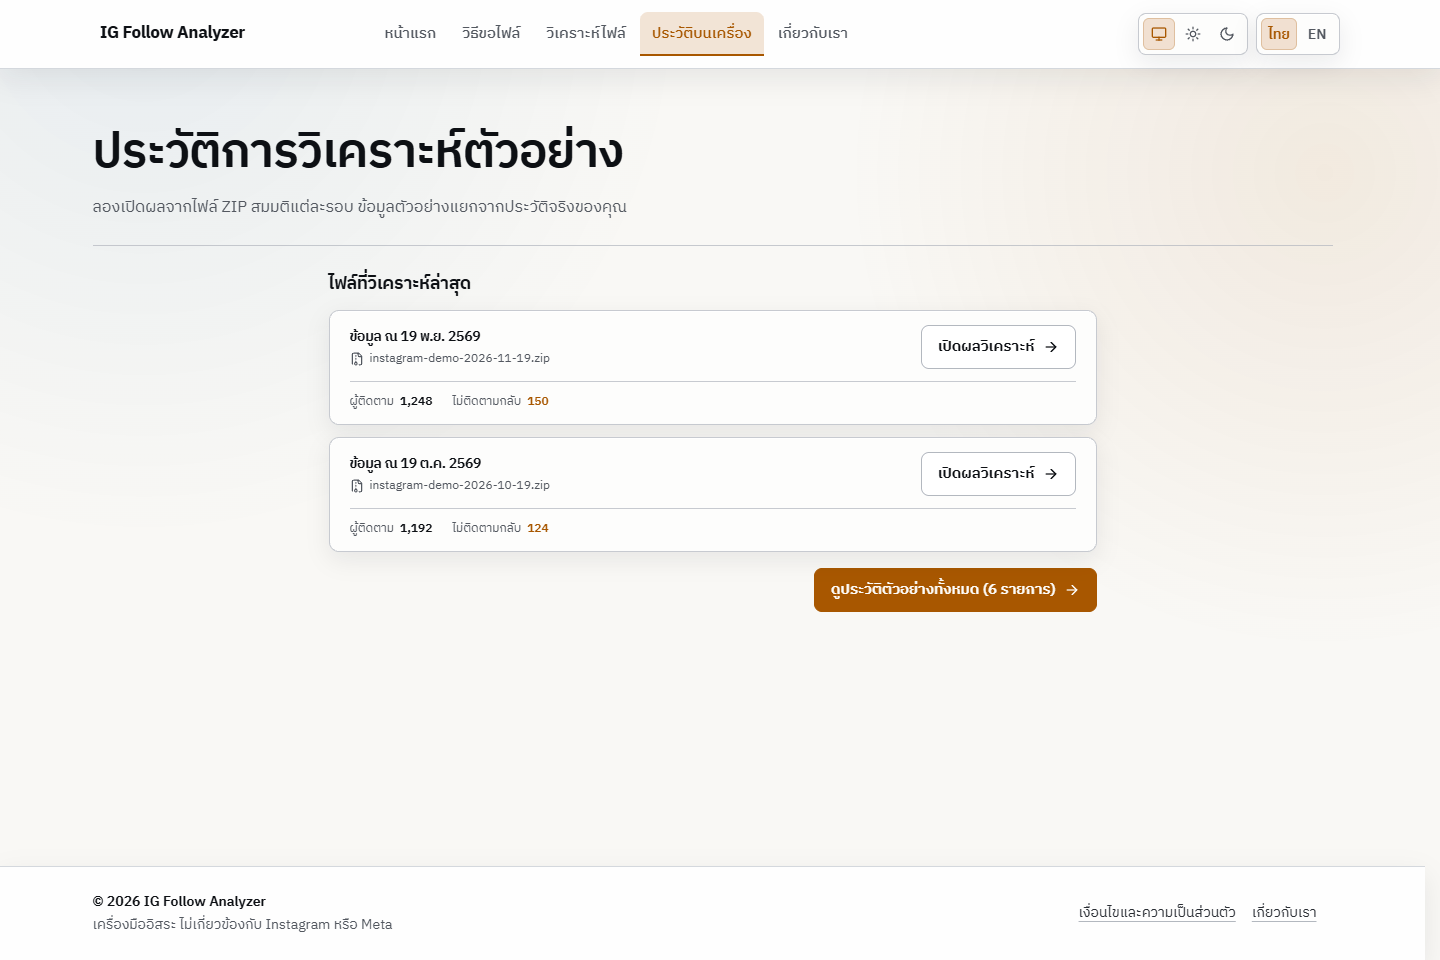 IG Follow Analyzer
หน้าแรก
วิธีขอไฟล์
วิเคราะห์ไฟล์
ประวัติบนเครื่อง
เกี่ยวกับเรา
ไทย
EN
ประวัติการวิเคราะห์ตัวอย่าง
ลองเปิดผลจากไฟล์ ZIP สมมติแต่ละรอบ ข้อมูลตัวอย่างแยกจากประวัติจริงของคุณ
ไฟล์ที่วิเคราะห์ล่าสุด
ข้อมูล ณ 19 พ.ย. 2569
instagram-demo-2026-11-19.zip
เปิดผลวิเคราะห์
ผู้ติดตาม 1,248 ไม่ติดตามกลับ 150
ข้อมูล ณ 19 ต.ค. 2569
instagram-demo-2026-10-19.zip
เปิดผลวิเคราะห์
ผู้ติดตาม 1,192 ไม่ติดตามกลับ 124
ดูประวัติตัวอย่างทั้งหมด (6 รายการ)
© 2026 IG Follow Analyzer
เครื่องมืออิสระ ไม่เกี่ยวข้องกับ Instagram หรือ Meta
เงื่อนไขและความเป็นส่วนตัว
เกี่ยวกับเรา